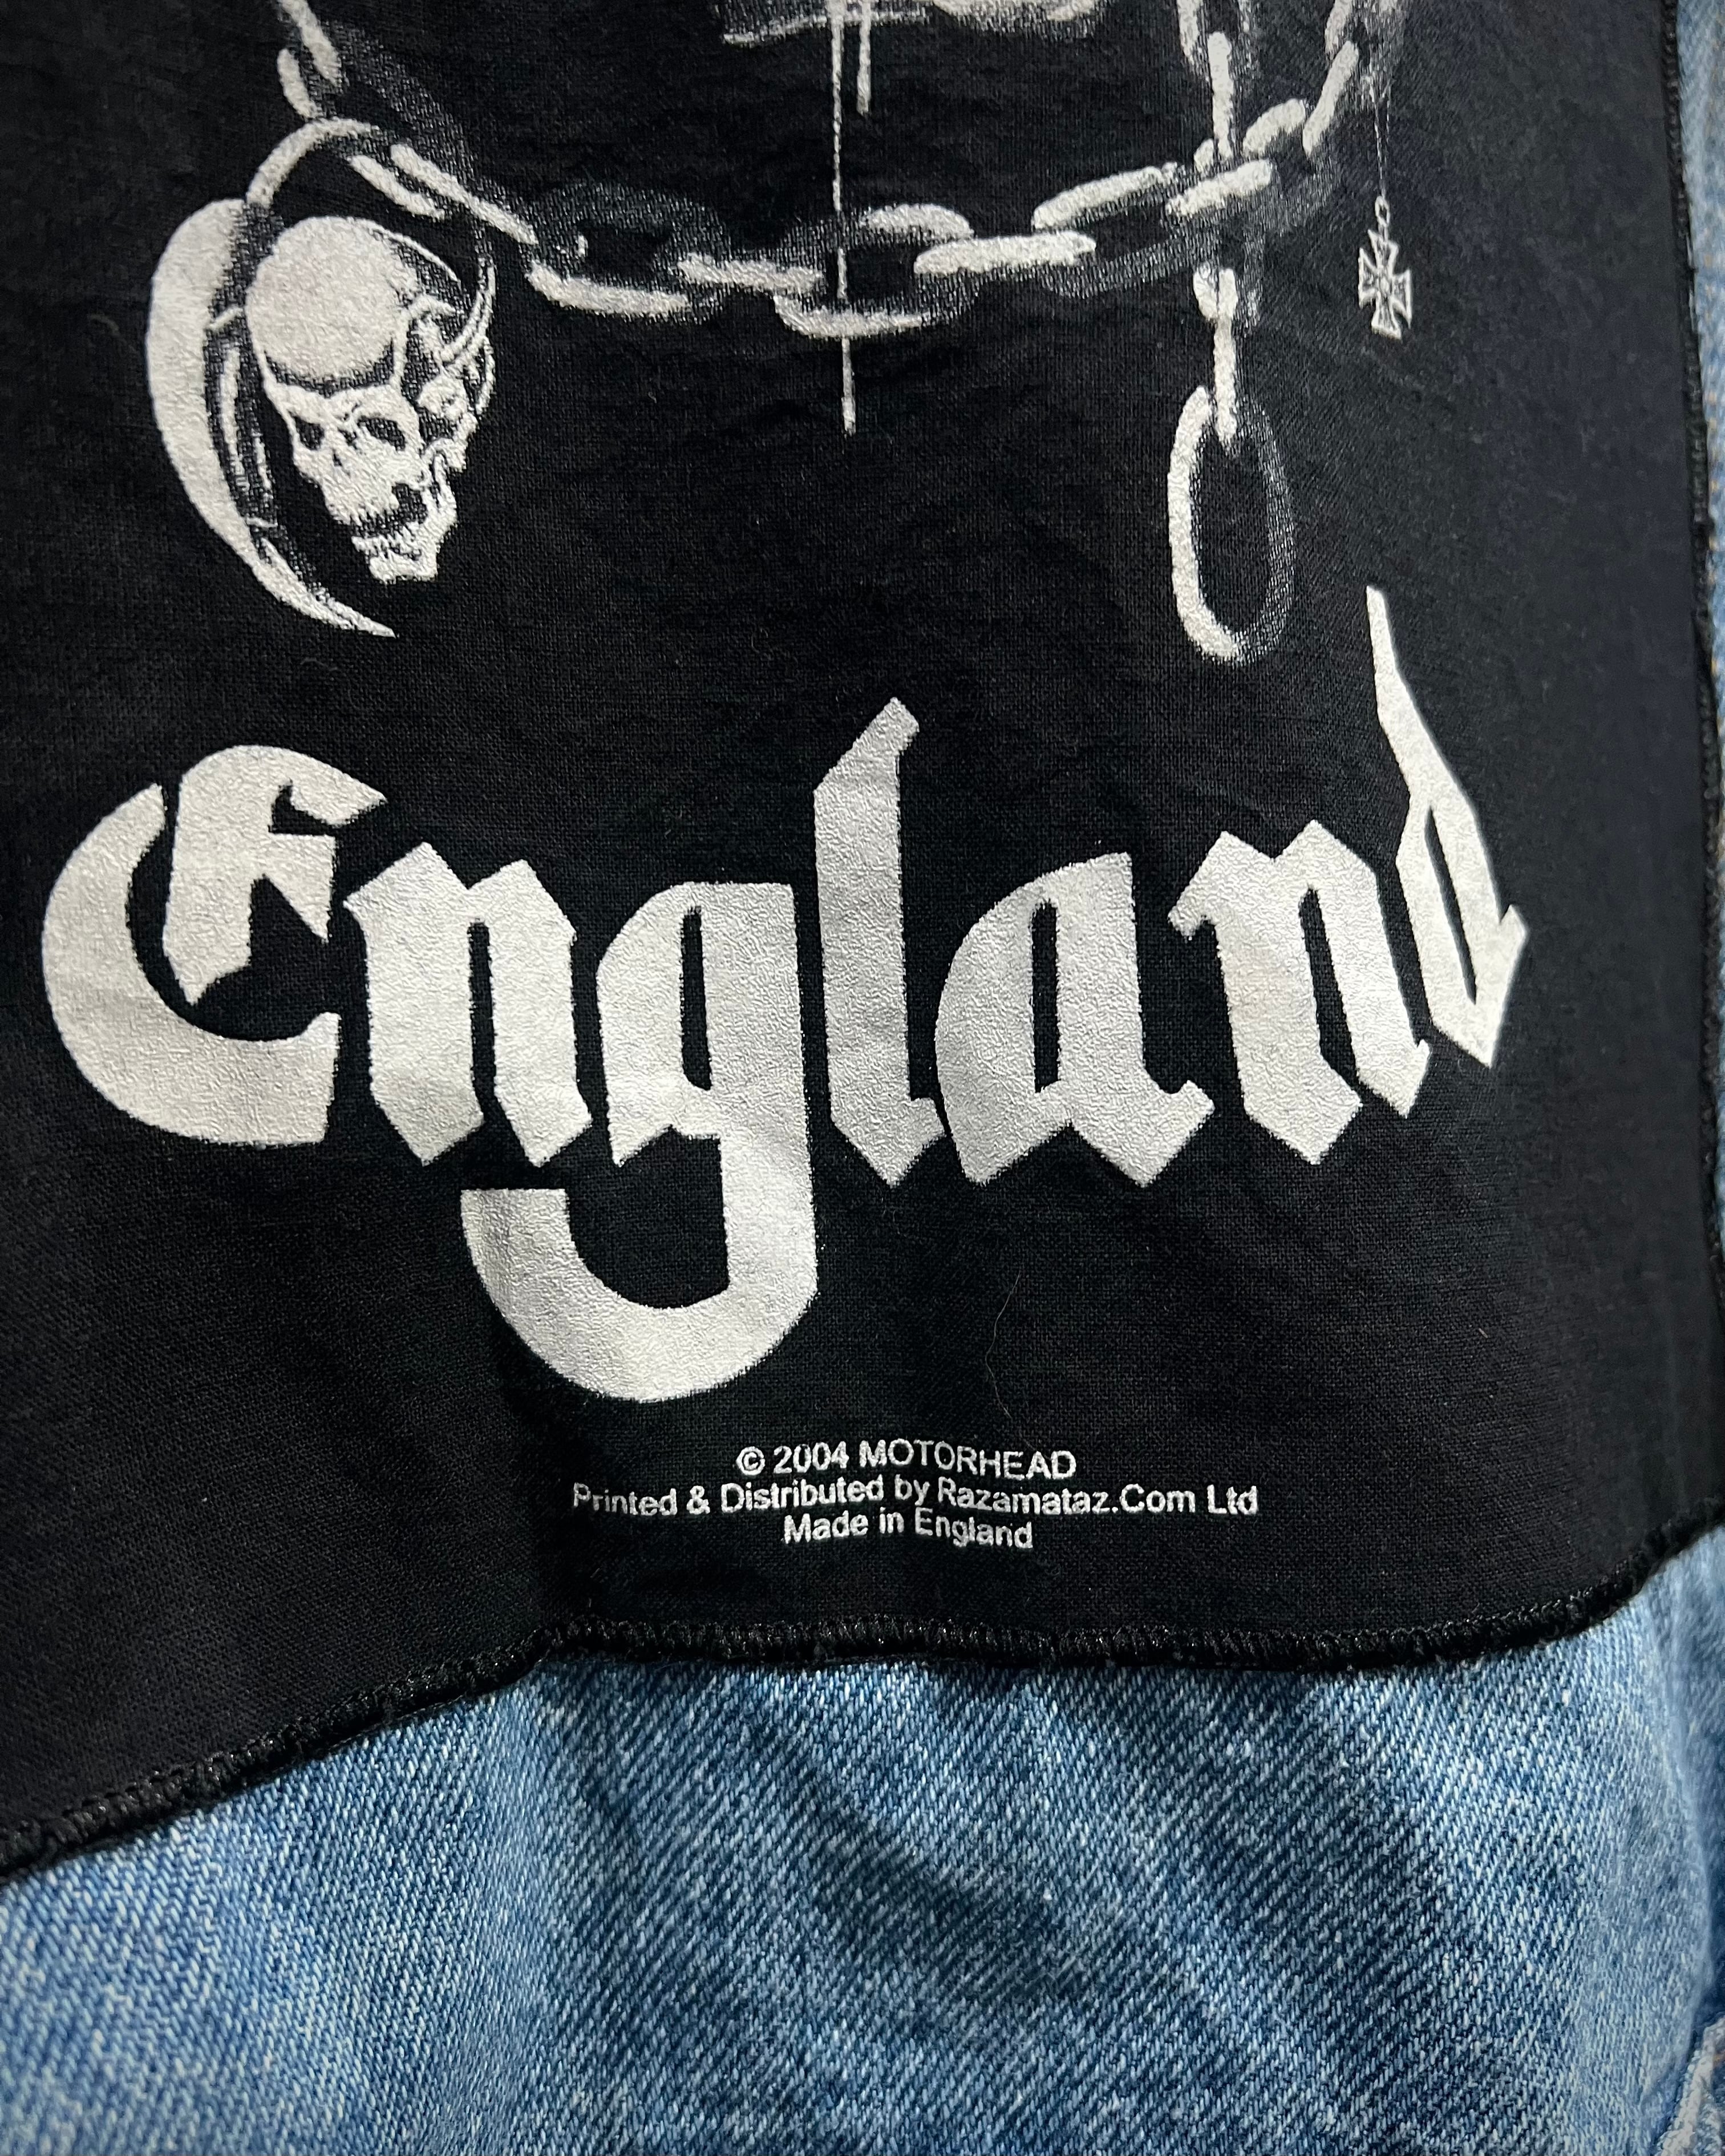 England
© 2004 MOTORHEAD
Printed & Distributed by Razamataz.Com Ltd
Made in England